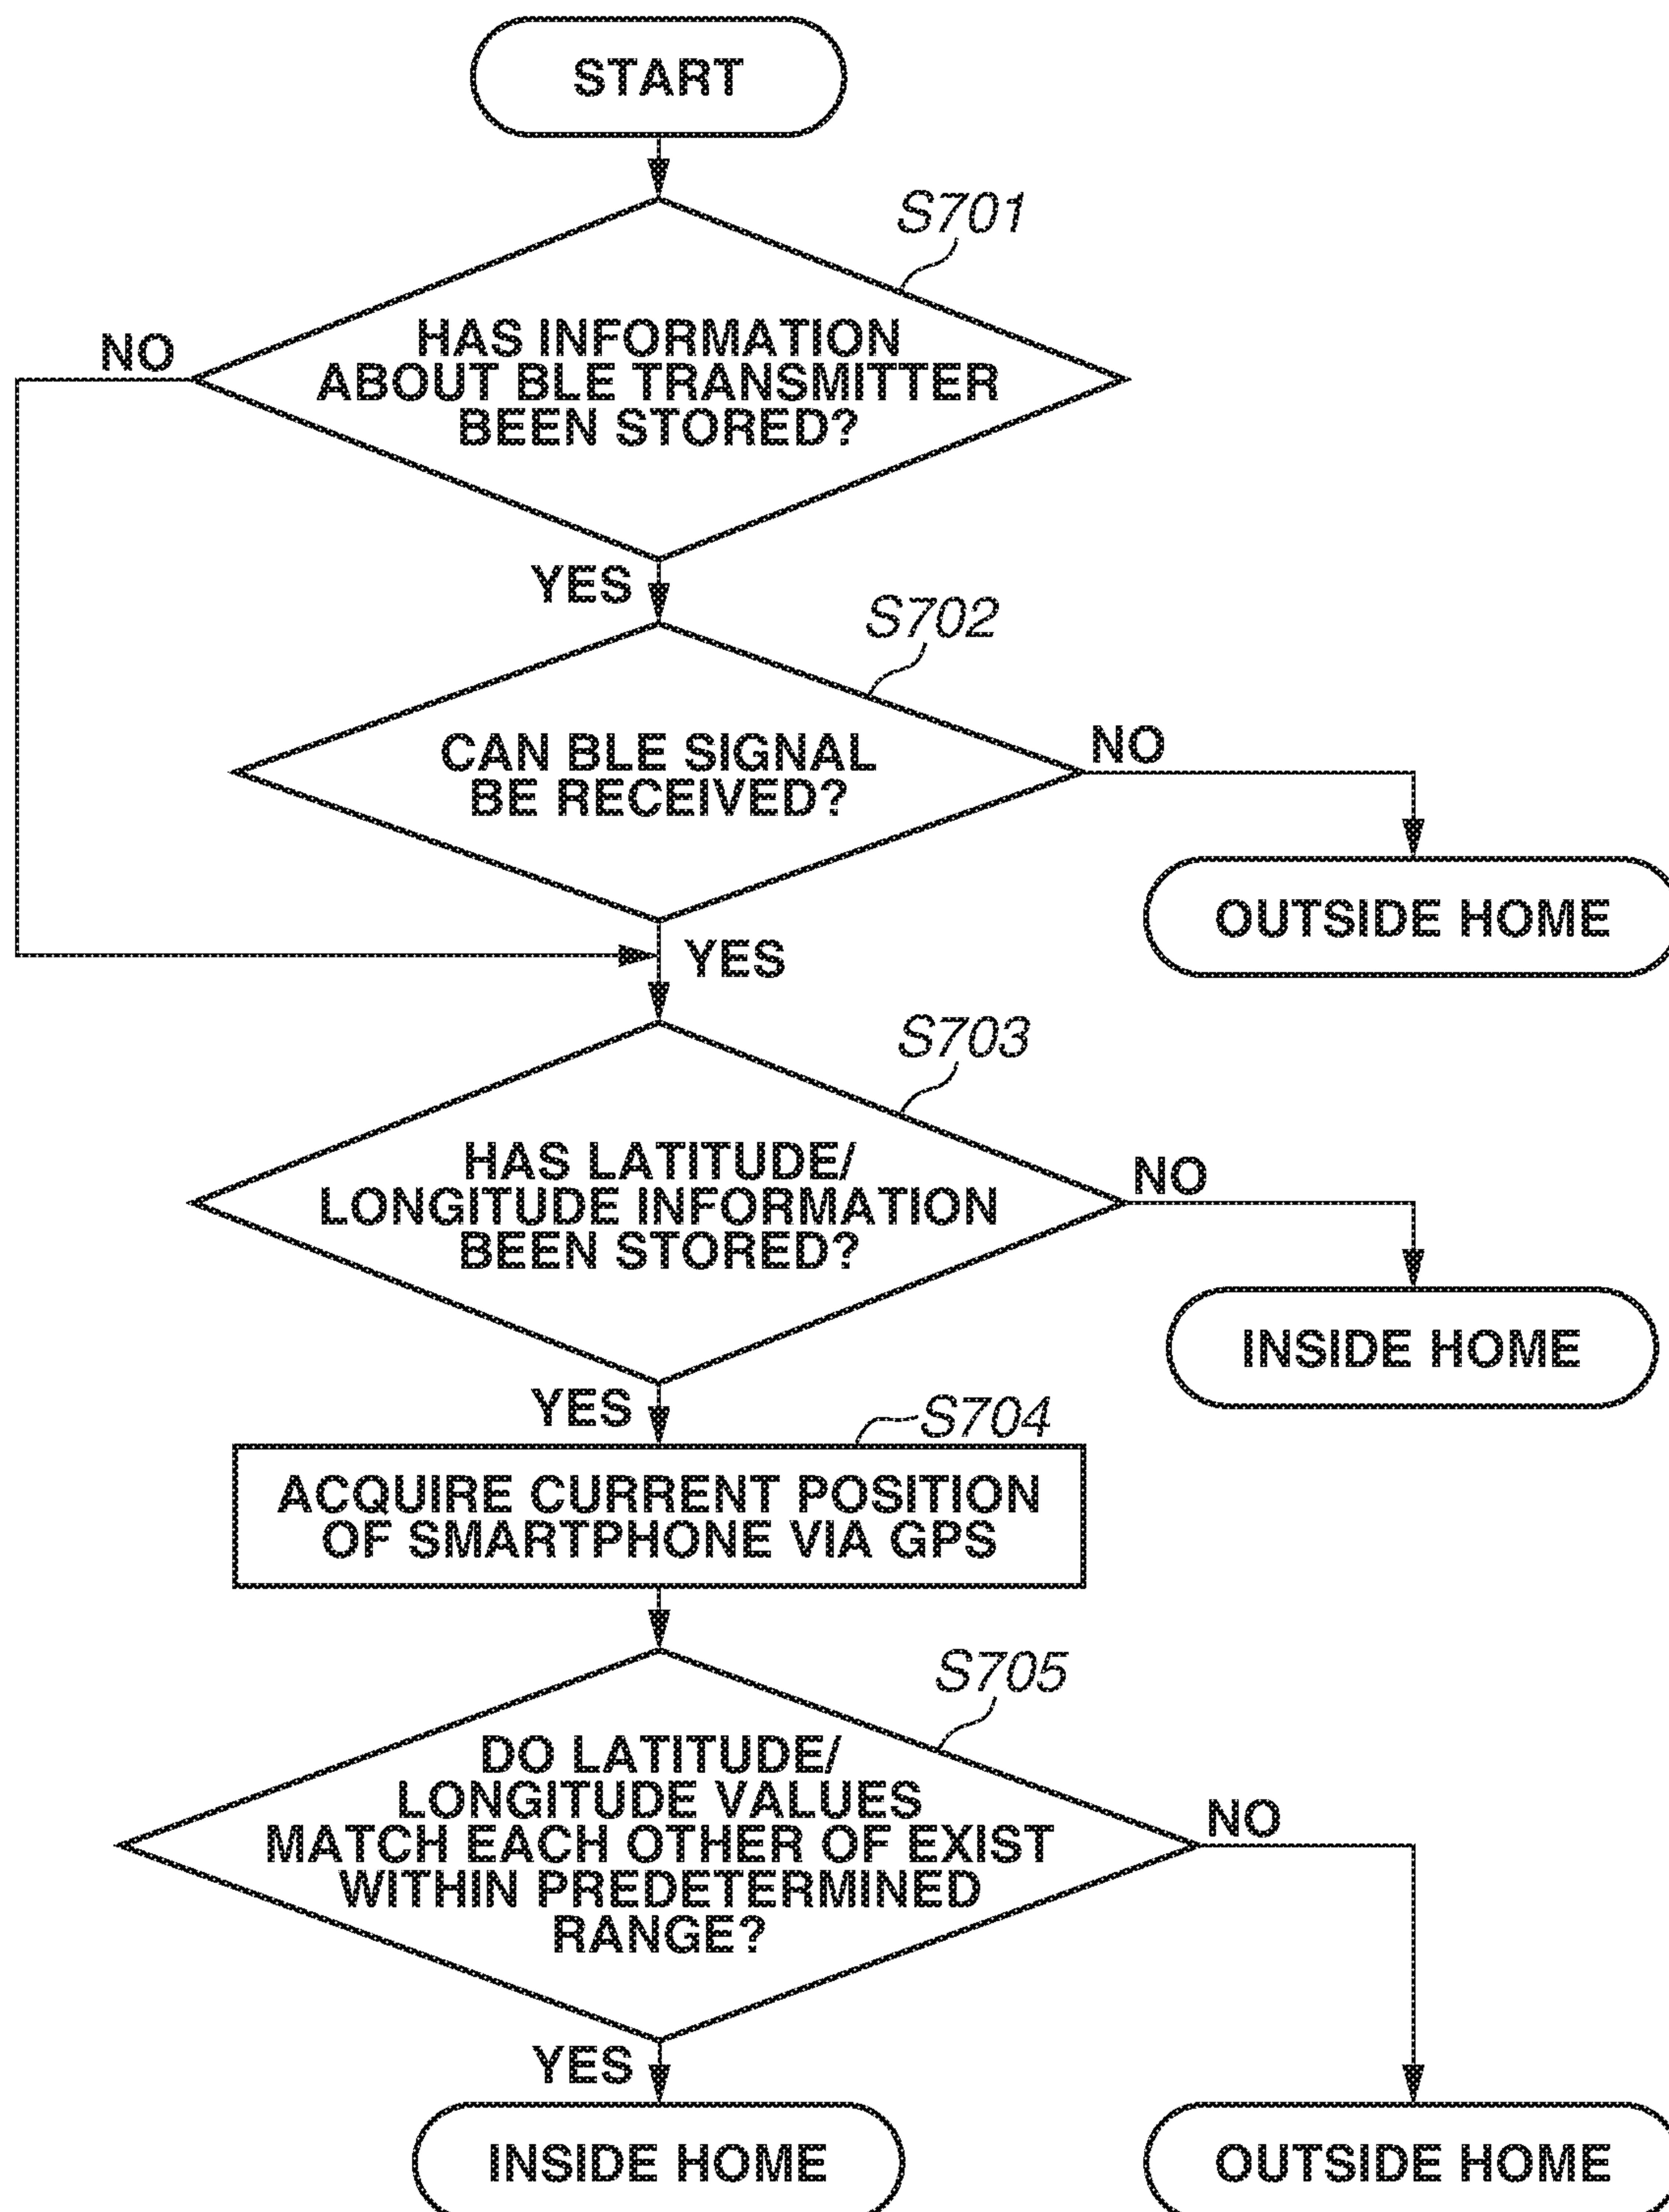 START
S701
HAS INFORMATION
ABOUT BLE TRANSMITTER
BEEN STORED?
NO
YES
S702
CAN BLE SIGNAL
BE RECEIVED?
NO
OUTSIDE HOME
YES
S703
HAS LATITUDE/
LONGITUDE INFORMATION
BEEN STORED?
NO
INSIDE HOME
YES
S704
ACQUIRE CURRENT POSITION
OF SMARTPHONE VIA GPS
S705
DO LATITUDE/
LONGITUDE VALUES
MATCH EACH OTHER OF EXIST
WITHIN PREDETERMINED
RANGE?
NO
YES
INSIDE HOME
OUTSIDE HOME